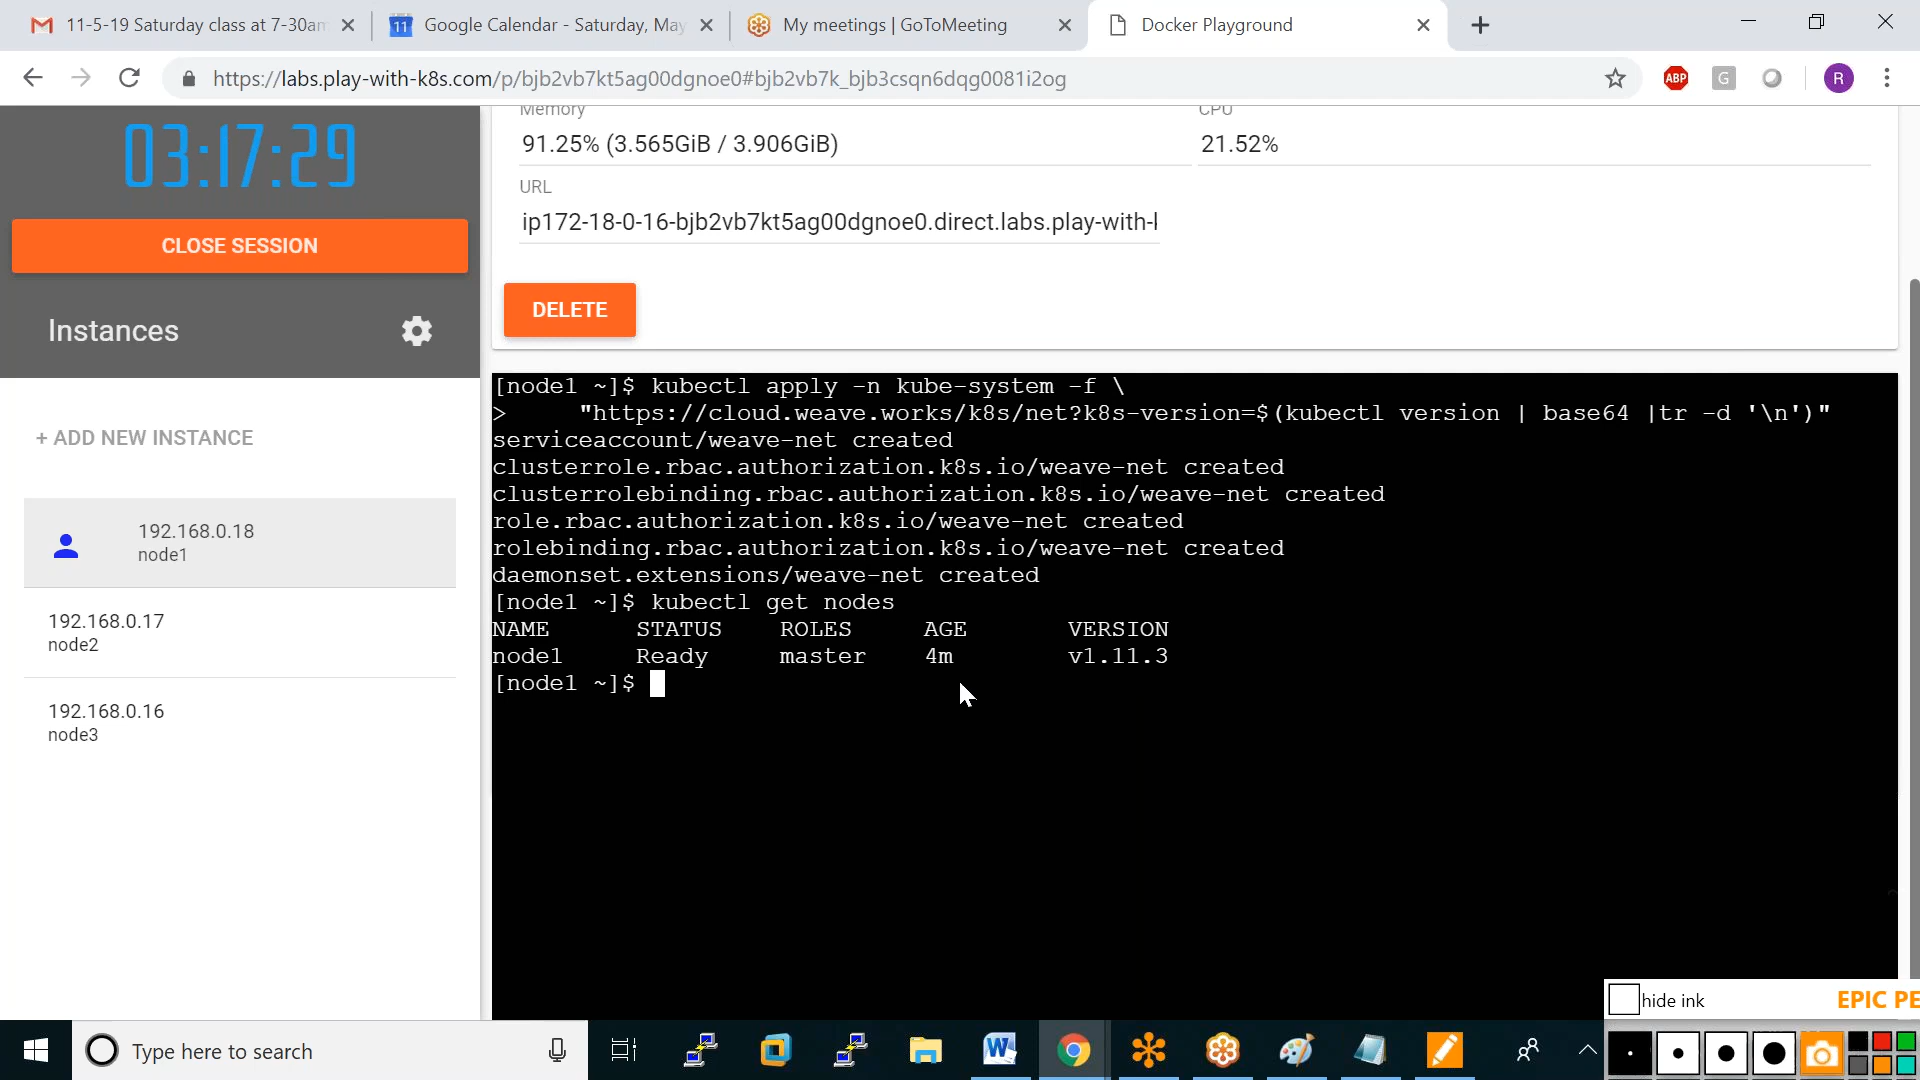 11-5-19 Saturday class at 7-30am
Google Calendar - Saturday, May
My meetings | GoToMeeting
Docker Playground
https://labs.play-with-k8s.com/p/bjb2vb7kt5ag00dgnoe0#bjb2vb7k_bjb3csqn6dqg0081i2og
ABP
G
R
03:17:29
CLOSE SESSION
Instances
+ ADD NEW INSTANCE
192.168.0.18
node1
192.168.0.17
node2
192.168.0.16
node3
Memory
CPU
91.25% (3.565GiB / 3.906GiB)
21.52%
URL
ip172-18-0-16-bjb2vb7kt5ag00dgnoe0.direct.labs.play-with-
DELETE
[node1 ~]$ kubectl apply -n kube-system -f \
>     "https://cloud.weave.works/k8s/net?k8s-version=$(kubectl version | base64 |tr -d '\n')"
serviceaccount/weave-net created
clusterrole.rbac.authorization.k8s.io/weave-net created
clusterrolebinding.rbac.authorization.k8s.io/weave-net created
role.rbac.authorization.k8s.io/weave-net created
rolebinding.rbac.authorization.k8s.io/weave-net created
daemonset.extensions/weave-net created
[node1 ~]$ kubectl get nodes
NAME      STATUS    ROLES     AGE       VERSION
node1     Ready     master    4m        v1.11.3
[node1 ~]$
hide ink
EPIC PE
Type here to search